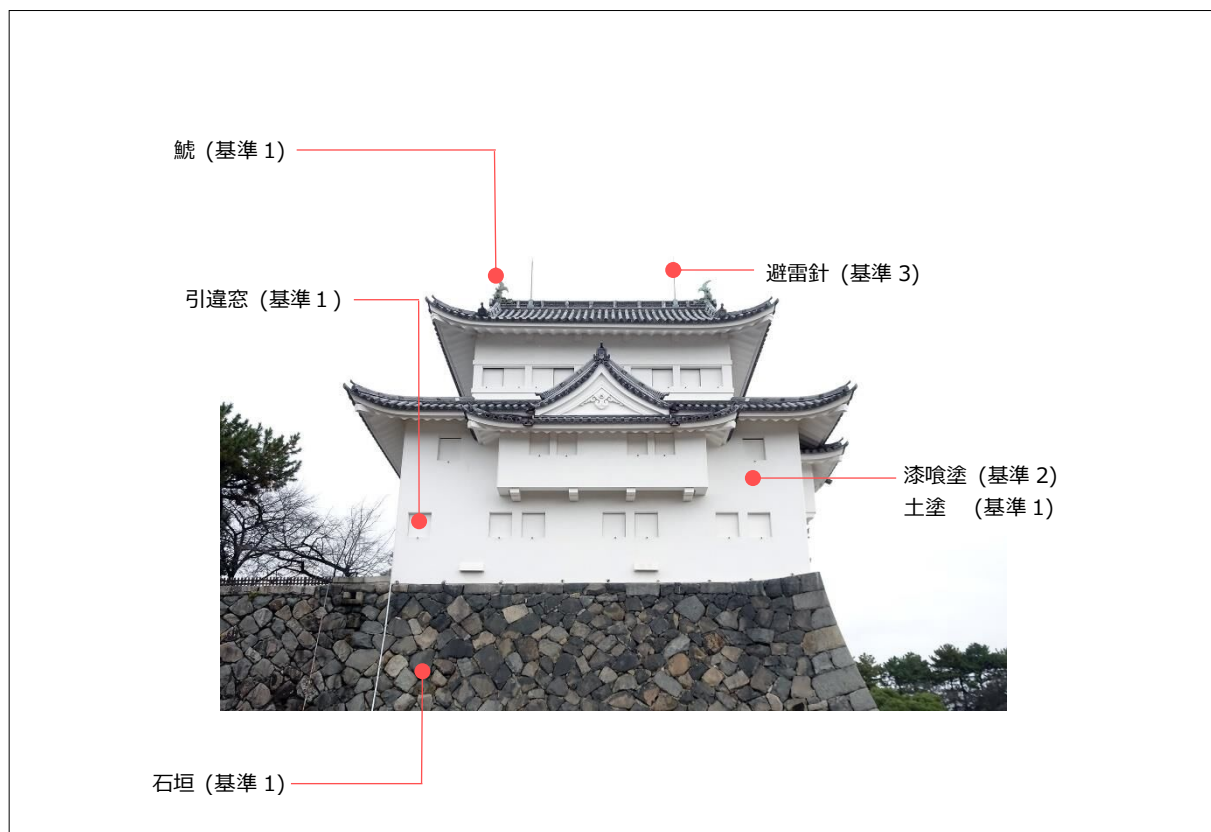 鯱 (基準 1)
避雷針 (基準 3)
引違窓 (基準 1 )
漆喰塗 (基準 2)
土塗 (基準 1)
石垣 (基準 1)